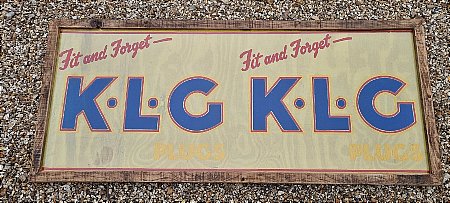 Fit and Forget— Fit and Forget—
K·L·G K·L·G
PLUGS PLUGS